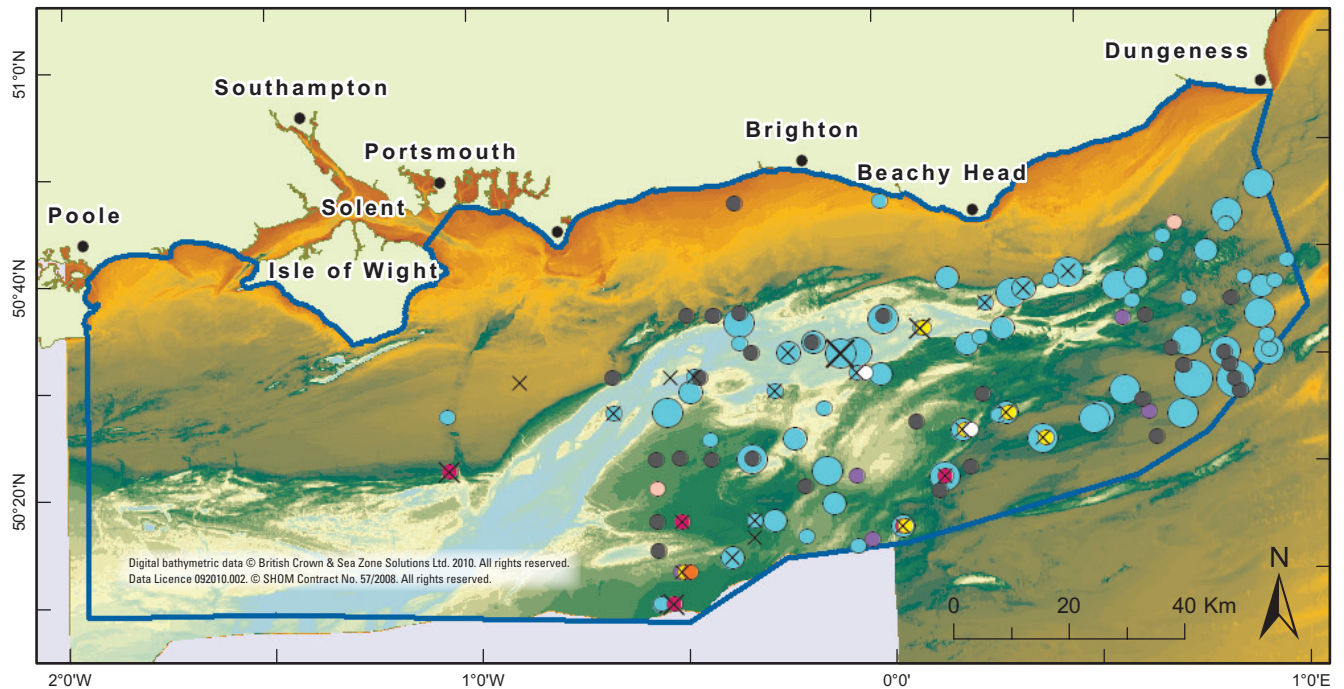 Dungeness
Southampton
Brighton
Portsmouth
Beachy Head
Solent
Poole
Isle of Wight
51°0'N
50°40'N
50°20'N
Digital bathymetric data © British Crown & Sea Zone Solutions Ltd. 2010. All rights reserved.
Data Licence 092010.002. © SHOM Contract No. 57/2008. All rights reserved.
N
0 20 40 Km
2°0'W 1°0'W 0°0' 1°0'E